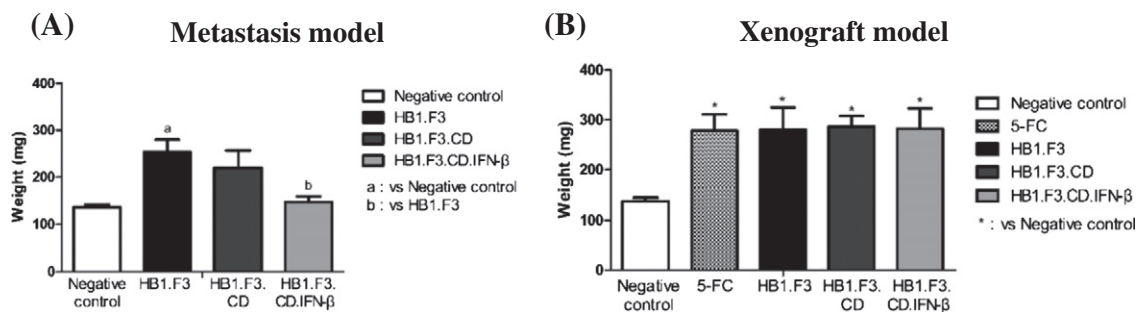 (A) Metastasis model
Weight (mg)
400
300
200
100
0
a
b
Negative control
HB1.F3
HB1.F3.CD
HB1.F3.CD.IFN-β
Negative control
HB1.F3
HB1.F3.CD
HB1.F3.CD.IFN-β
a : vs Negative control
b : vs HB1.F3
(B) Xenograft model
Weight (mg)
400
300
200
100
0
*
*
*
*
Negative control
5-FC
HB1.F3
HB1.F3.CD
HB1.F3.CD.IFN-β
Negative control
5-FC
HB1.F3
HB1.F3.CD
HB1.F3.CD.IFN-β
* : vs Negative control